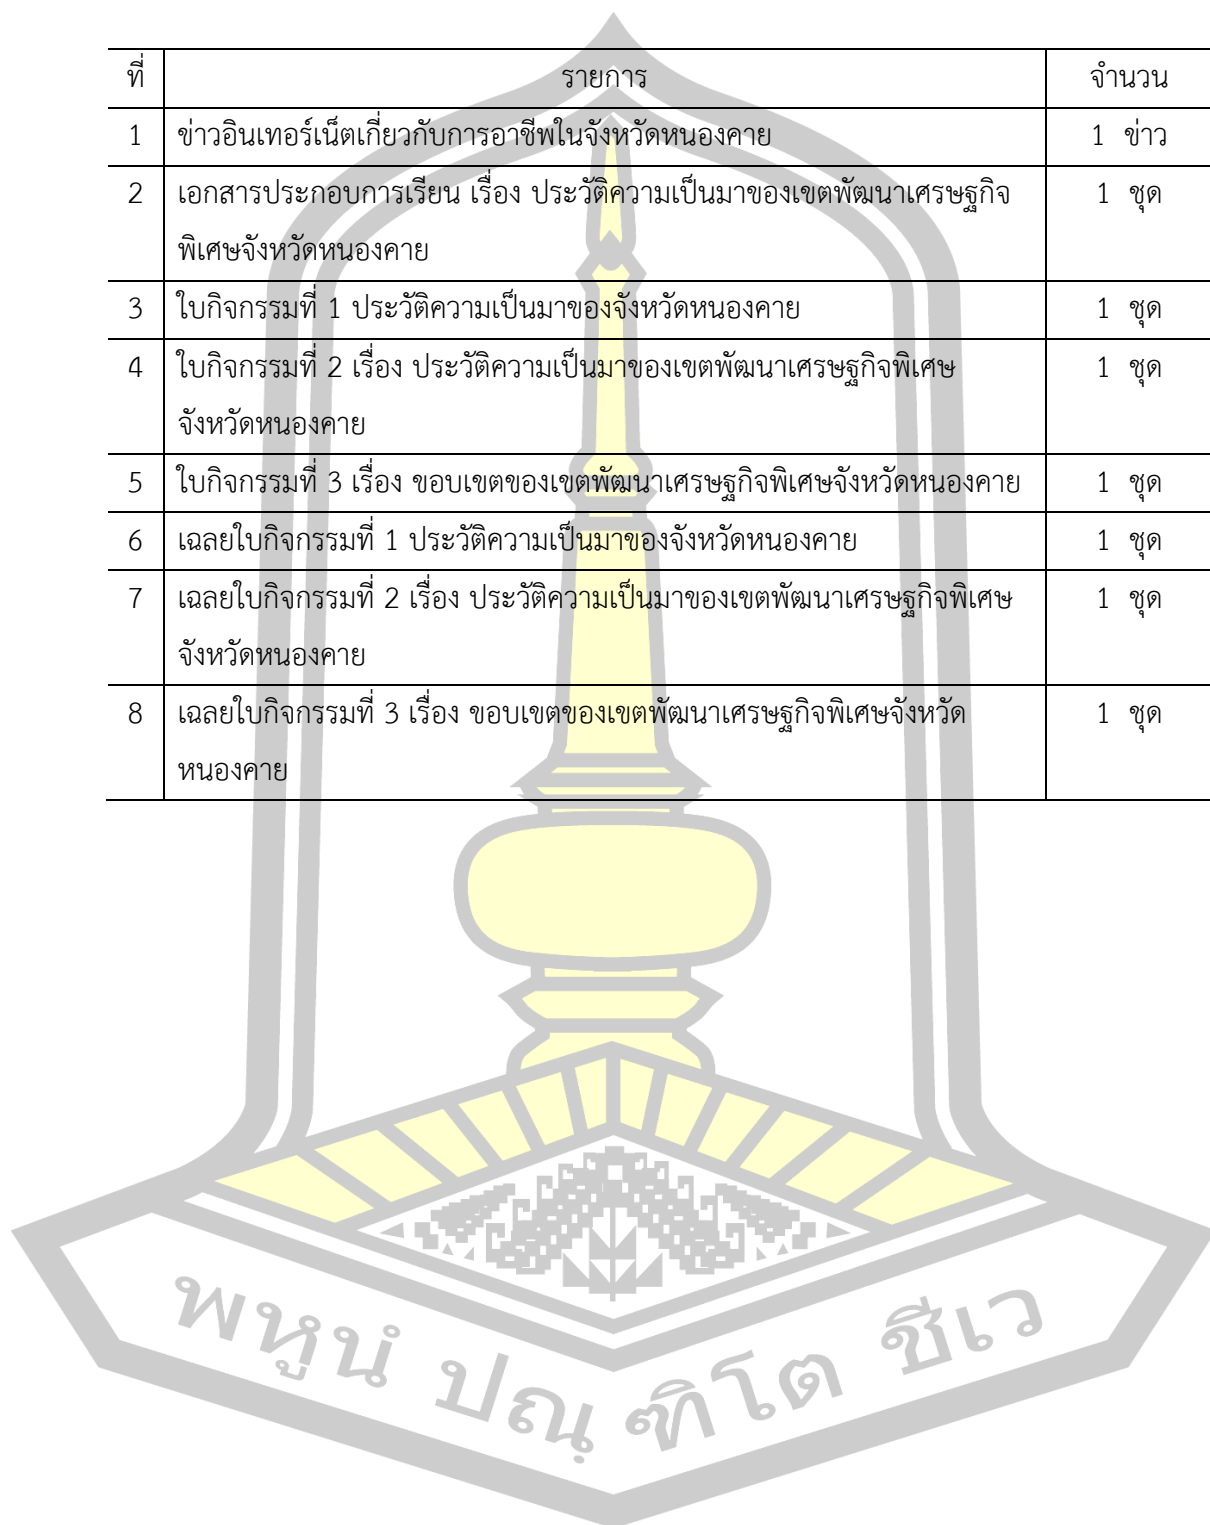 ที่ รายการ จำนวน
1 ข่าวอินเทอร์เน็ตเกี่ยวกับการอาชีพในจังหวัดหนองคาย 1 ข่าว
2 เอกสารประกอบการเรียน เรื่อง ประวัติความเป็นมาของเขตพัฒนาเศรษฐกิจ 1 ชุด
พิเศษจังหวัดหนองคาย
3 ใบกิจกรรมที่ 1 ประวัติความเป็นมาของจังหวัดหนองคาย 1 ชุด
4 ใบกิจกรรมที่ 2 เรื่อง ประวัติความเป็นมาของเขตพัฒนาเศรษฐกิจพิเศษ 1 ชุด
จังหวัดหนองคาย
5 ใบกิจกรรมที่ 3 เรื่อง ขอบเขตของเขตพัฒนาเศรษฐกิจพิเศษจังหวัดหนองคาย 1 ชุด
6 เฉลยใบกิจกรรมที่ 1 ประวัติความเป็นมาของจังหวัดหนองคาย 1 ชุด
7 เฉลยใบกิจกรรมที่ 2 เรื่อง ประวัติความเป็นมาของเขตพัฒนาเศรษฐกิจพิเศษ 1 ชุด
จังหวัดหนองคาย
8 เฉลยใบกิจกรรมที่ 3 เรื่อง ขอบเขตของเขตพัฒนาเศรษฐกิจพิเศษจังหวัด 1 ชุด
หนองคาย
พหูนํ ปณฺ ฑิโต ชีเว